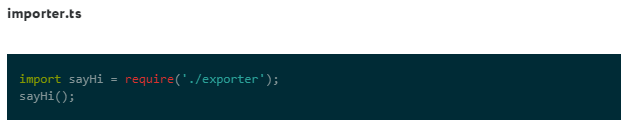 importer.ts
import sayHi = require('./exporter');
sayHi();